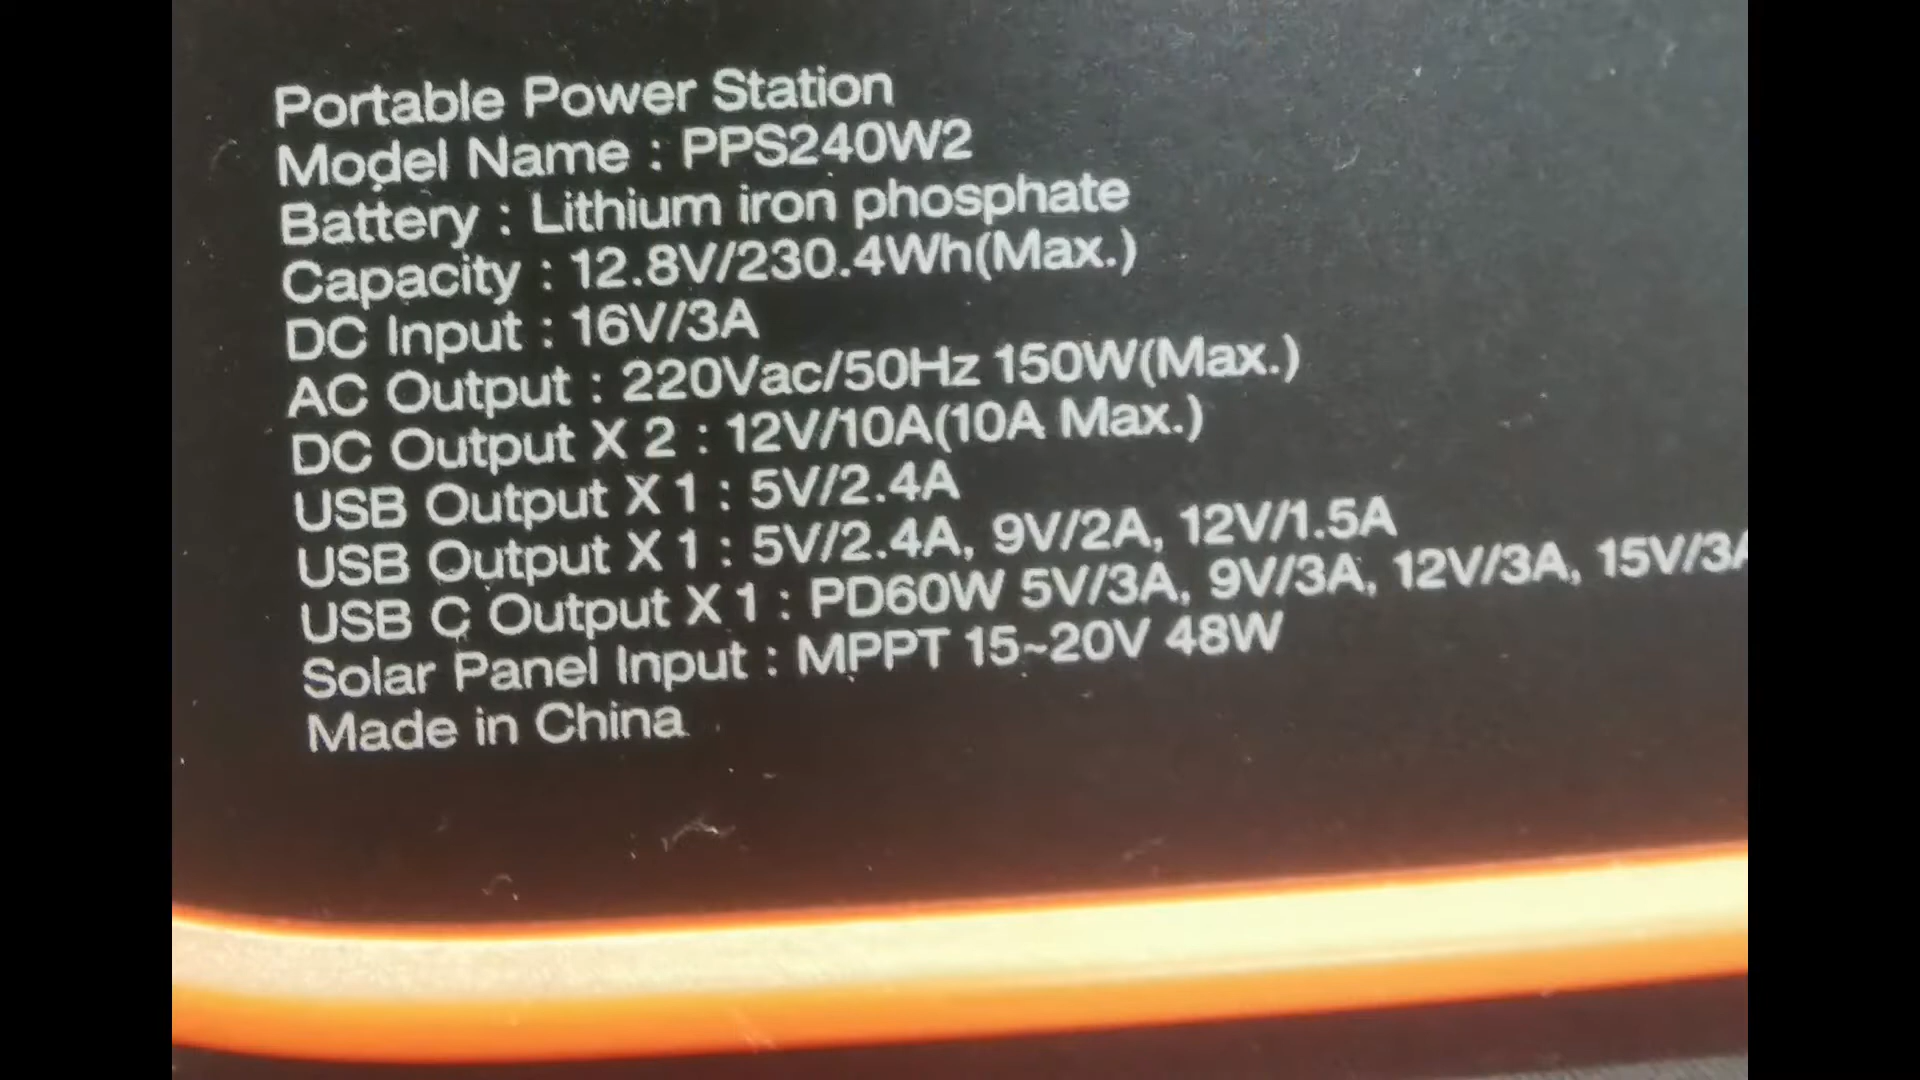 Portable Power Station
Model Name : PPS240W2
Battery : Lithium iron phosphate
Capacity : 12.8V/230.4Wh(Max.)
DC Input : 16V/3A
AC Output : 220Vac/50Hz 150W(Max.)
DC Output X 2 : 12V/10A(10A Max.)
USB Output X 1 : 5V/2.4A
USB Output X 1 : 5V/2.4A, 9V/2A, 12V/1.5A
USB C Output X 1 : PD60W 5V/3A, 9V/3A, 12V/3A, 15V/3A
Solar Panel Input : MPPT 15~20V 48W
Made in China